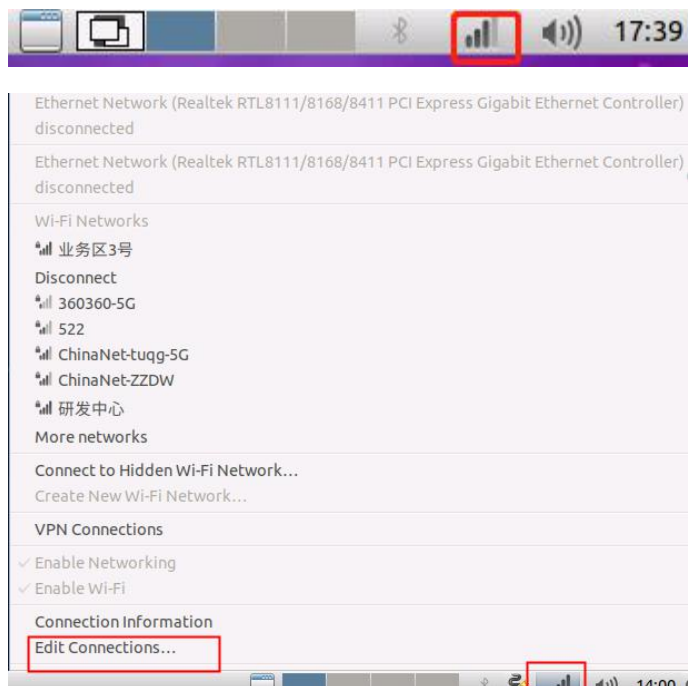 17:39
Ethernet Network (Realtek RTL8111/8168/8411 PCI Express Gigabit Ethernet Controller)
disconnected
Ethernet Network (Realtek RTL8111/8168/8411 PCI Express Gigabit Ethernet Controller)
disconnected
Wi-Fi Networks
业务区3号
Disconnect
360360-5G
522
ChinaNet-tuqg-5G
ChinaNet-ZZDW
研发中心
More networks
Connect to Hidden Wi-Fi Network...
Create New Wi-Fi Network...
VPN Connections
Enable Networking
Enable Wi-Fi
Connection Information
Edit Connections...
14:00